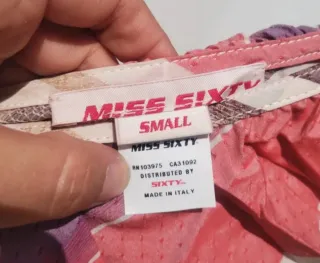 MISS SIXTY
SMALL
MISS SIXTY
RN103975 CA31092
DISTRIBUTED BY
SIXTY
MADE IN ITALY